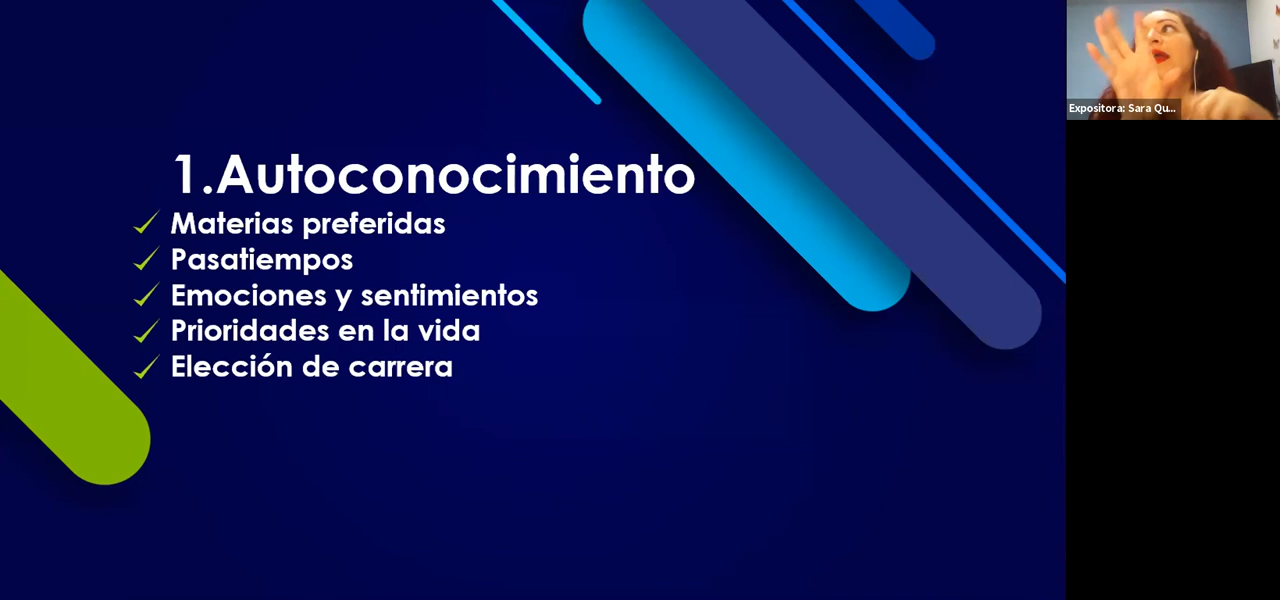 1.Autoconocimiento
Materias preferidas
Pasatiempos
Emociones y sentimientos
Prioridades en la vida
Elección de carrera
Expositora: Sara Qu...